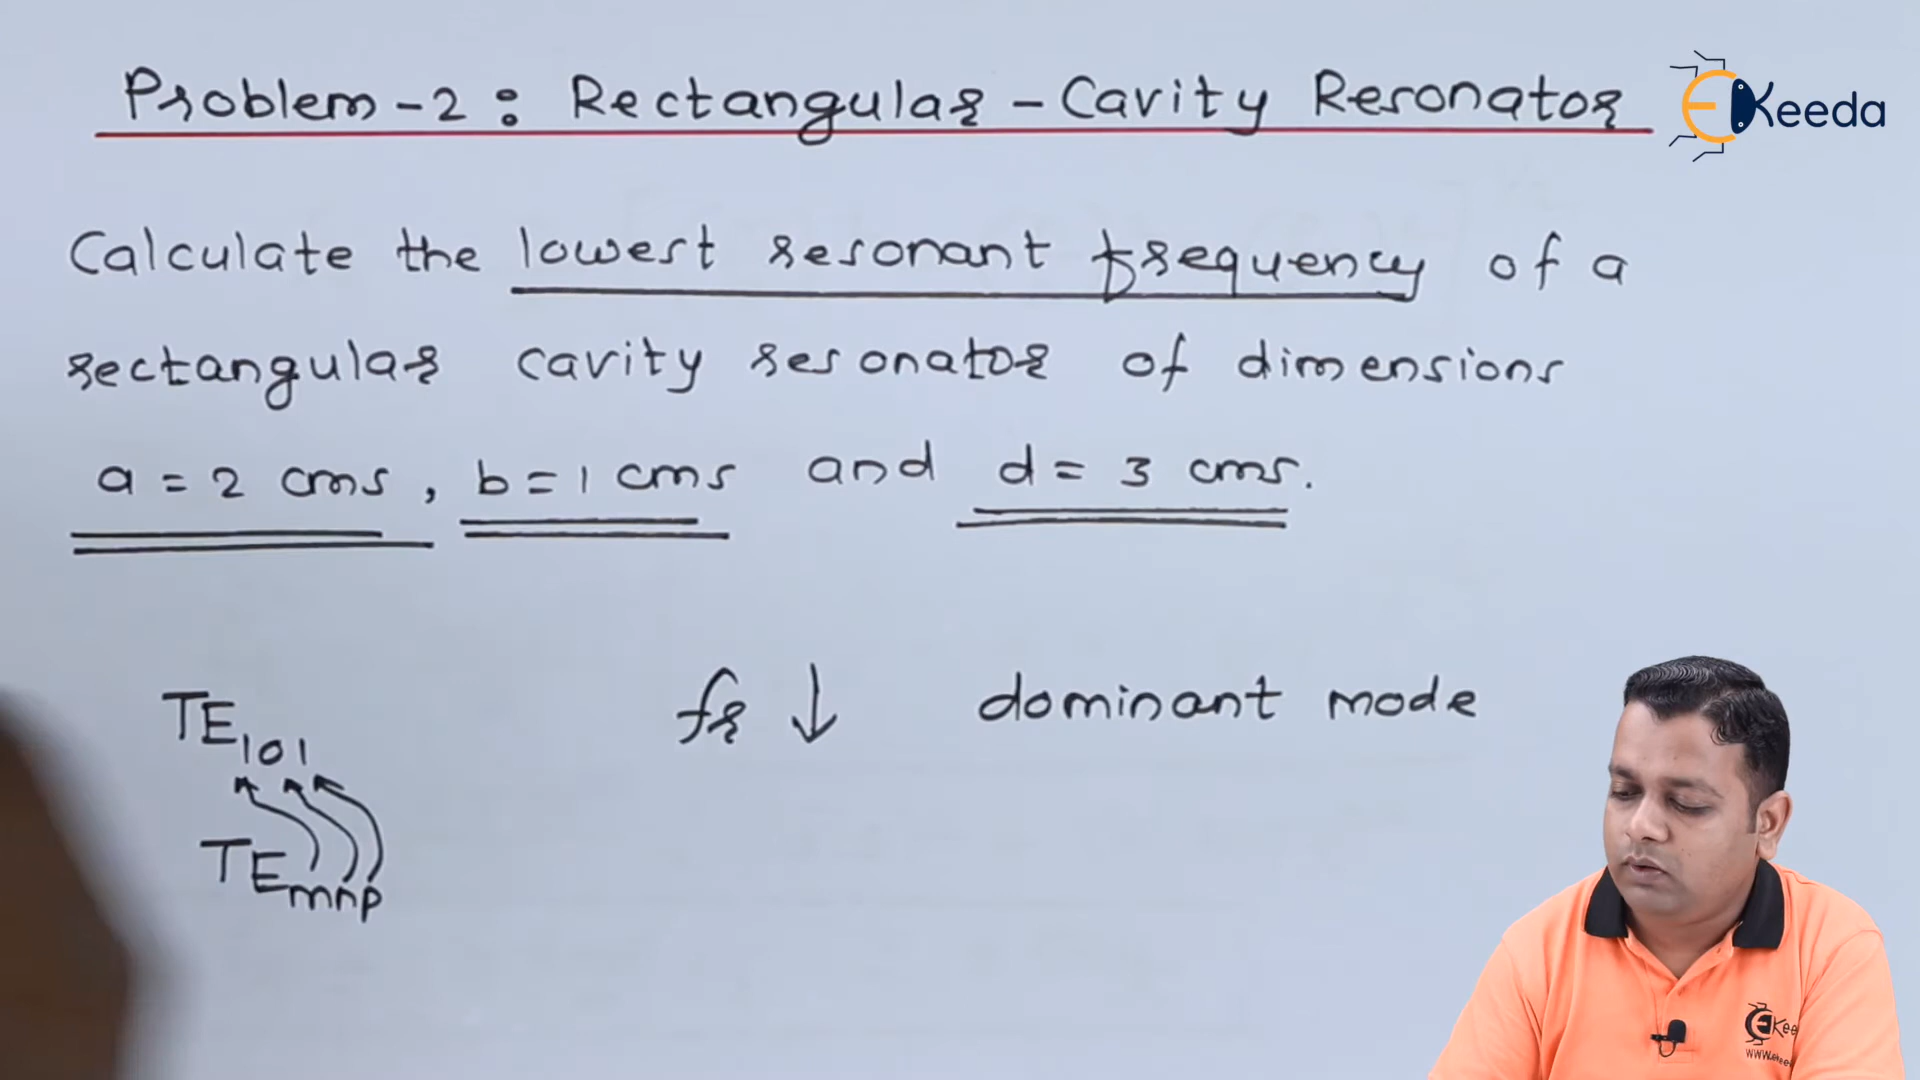 Problem-2: Rectangular-Cavity Resonator
EKeeda
Calculate the lowest resonant frequency of a
rectangular cavity resonator of dimensions
a = 2 cms, b = 1 cms and d = 3 cms.
TE101
fr ↓ dominant mode
TEmnp